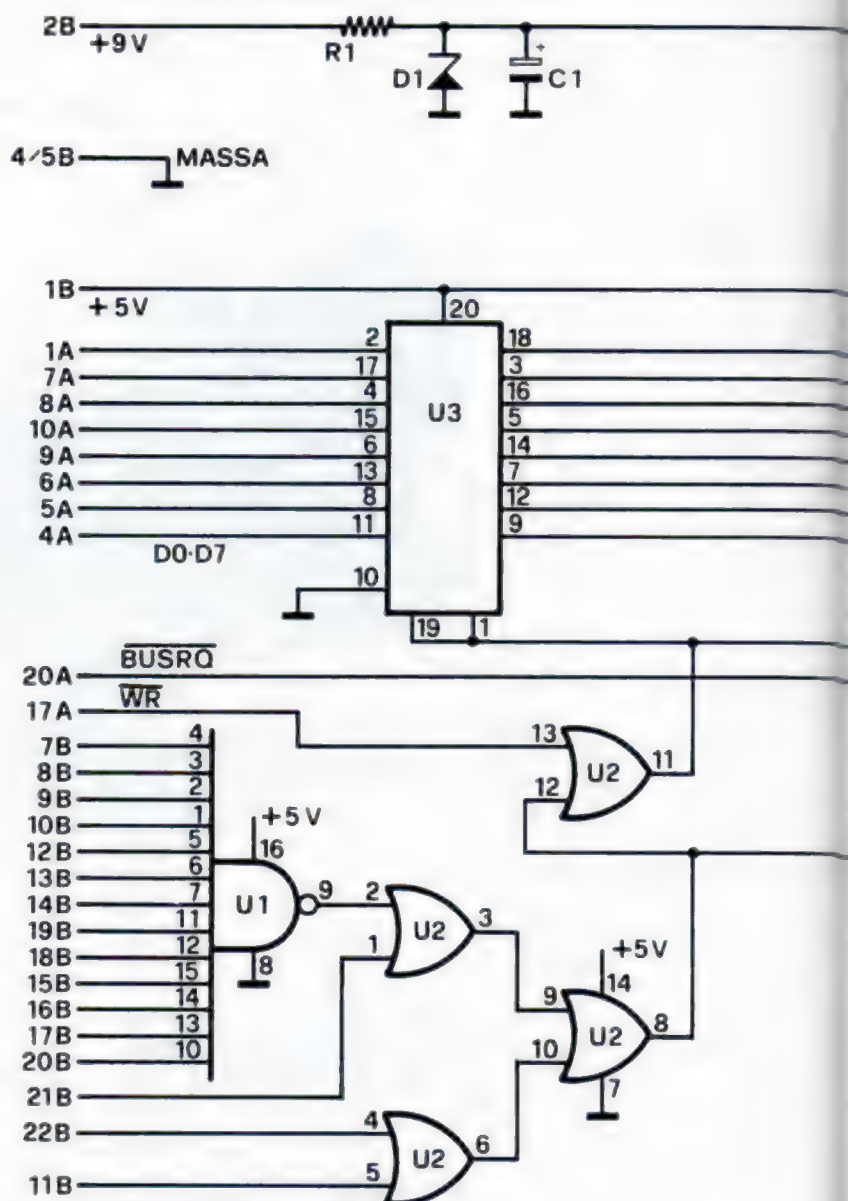 2B
+9V
R1
D1
+
C1
4/5B
MASSA
1B
+5V
20
1A 2 18
7A 17 3
8A 4 16
10A 15 5
U3
9A 6 14
6A 13 7
5A 8 12
4A 11 9
D0·D7
10
19 1
BUSRQ
20A
WR
17A
13
7B 4
U2 11
8B 3
12
9B 2
10B 1
+5V
12B 5
16
13B 6
14B 7
U1 9 2
19B 11
U2 3
18B 12
1
8
+5V
15B 15
14
16B 14
9
17B 13
U2 8
20B 10
10
21B
7
22B 4
U2 6
11B 5